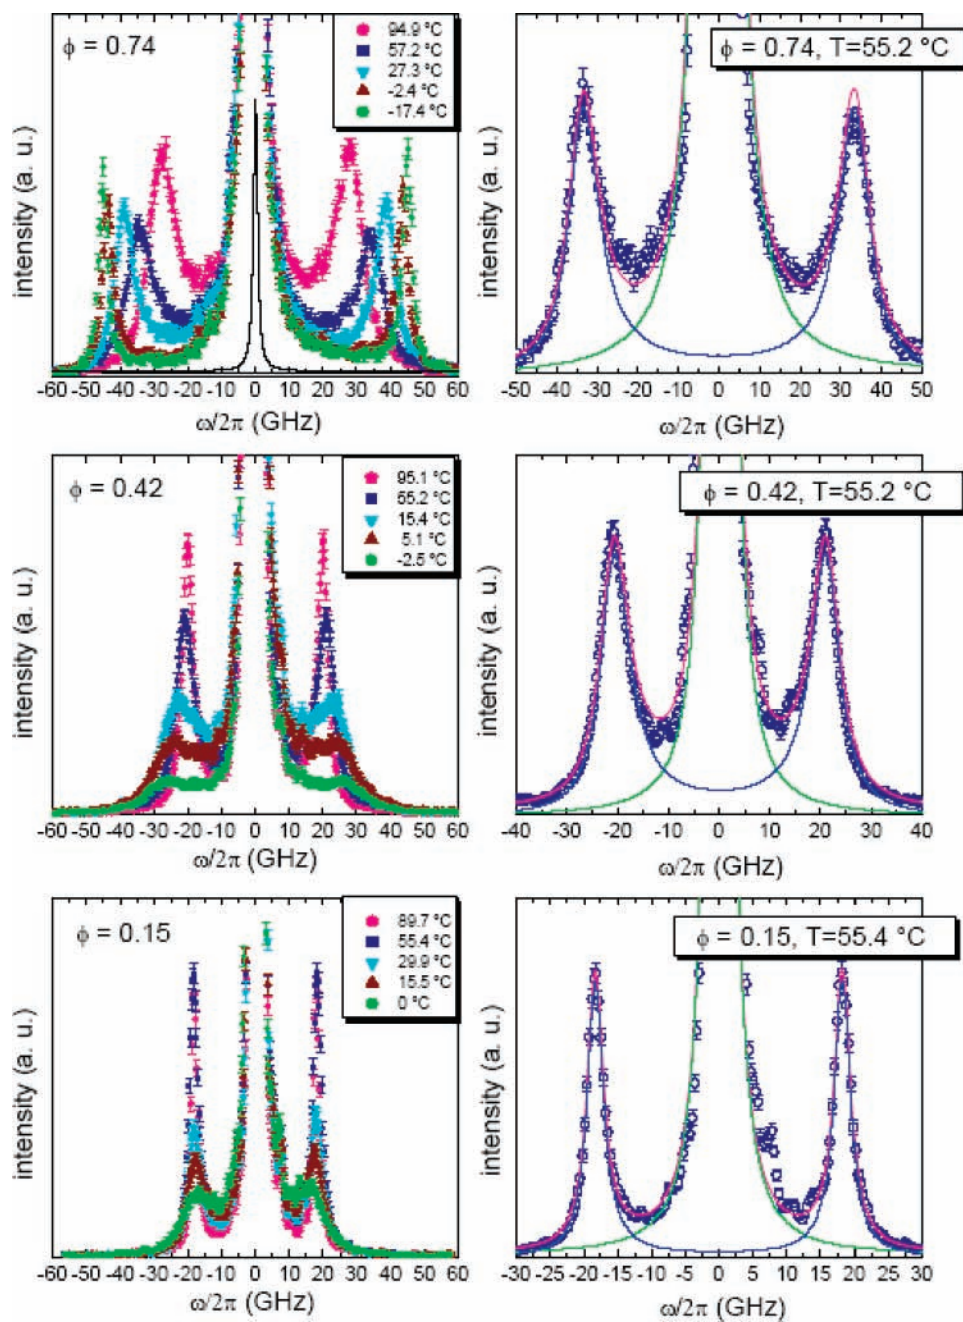 ϕ = 0.74
94.9 °C
57.2 °C
27.3 °C
-2.4 °C
-17.4 °C
intensity (a. u.)
-60 -50 -40 -30 -20 -10 0 10 20 30 40 50 60
ω/2π (GHz)
ϕ = 0.74, T=55.2 °C
intensity (a. u.)
-50 -40 -30 -20 -10 0 10 20 30 40 50
ω/2π (GHz)
ϕ = 0.42
95.1 °C
55.2 °C
15.4 °C
5.1 °C
-2.5 °C
intensity (a. u.)
-60 -50 -40 -30 -20 -10 0 10 20 30 40 50 60
ω/2π (GHz)
ϕ = 0.42, T=55.2 °C
intensity (a. u.)
-40 -30 -20 -10 0 10 20 30 40
ω/2π (GHz)
ϕ = 0.15
89.7 °C
55.4 °C
29.9 °C
15.5 °C
0 °C
intensity (a. u.)
-60 -50 -40 -30 -20 -10 0 10 20 30 40 50 60
ω/2π (GHz)
ϕ = 0.15, T=55.4 °C
intensity (a. u.)
-30 -25 -20 -15 -10 -5 0 5 10 15 20 25 30
ω/2π (GHz)